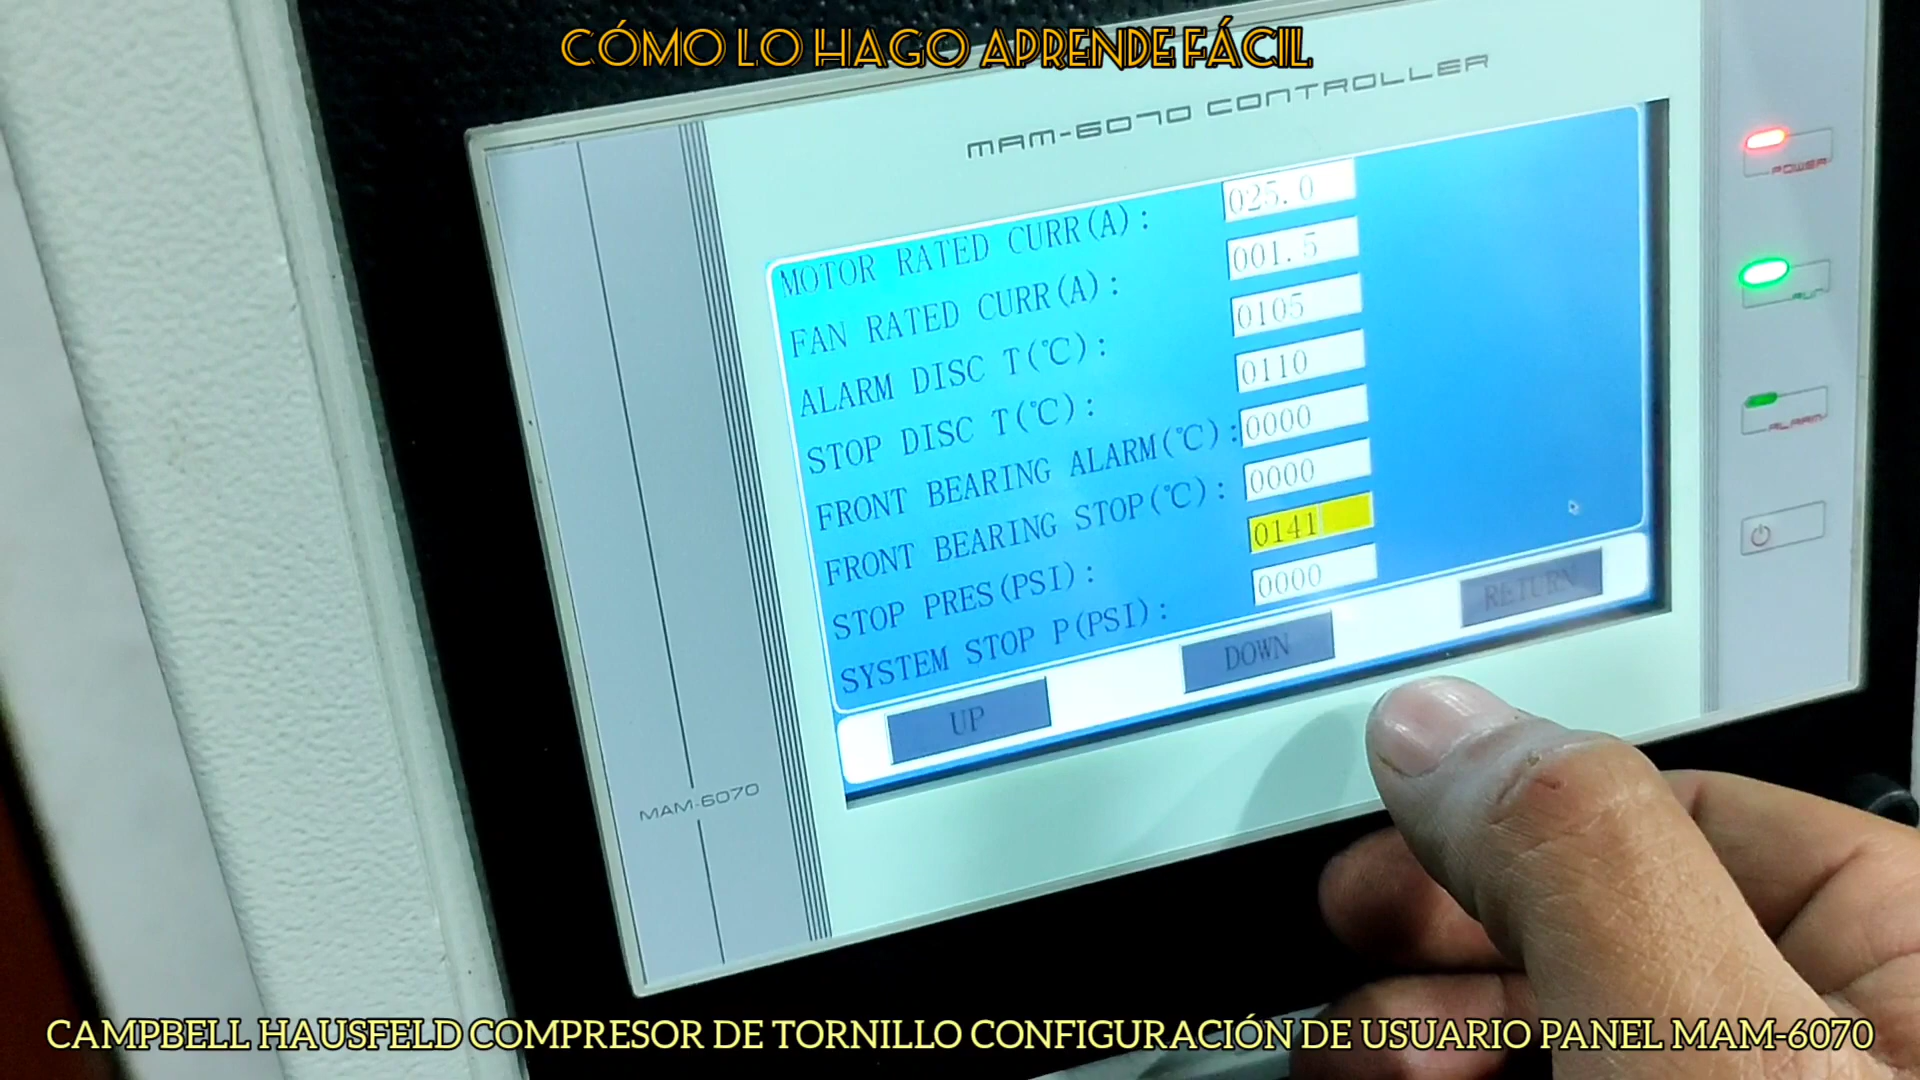 CÓMO LO HAGO APRENDE FÁCIL
MAM-6070 CONTROLLER
MOTOR RATED CURR(A): 025.0
FAN RATED CURR(A): 001.5
ALARM DISC T(℃): 0105
STOP DISC T(℃): 0110
FRONT BEARING ALARM(℃): 0000
FRONT BEARING STOP(℃): 0000
STOP PRES(PSI): 0141
SYSTEM STOP P(PSI): 0000
UP DOWN RETURN
POWER
RUN
ALARM
MAM-6070
CAMPBELL HAUSFELD COMPRESOR DE TORNILLO CONFIGURACIÓN DE USUARIO PANEL MAM-6070